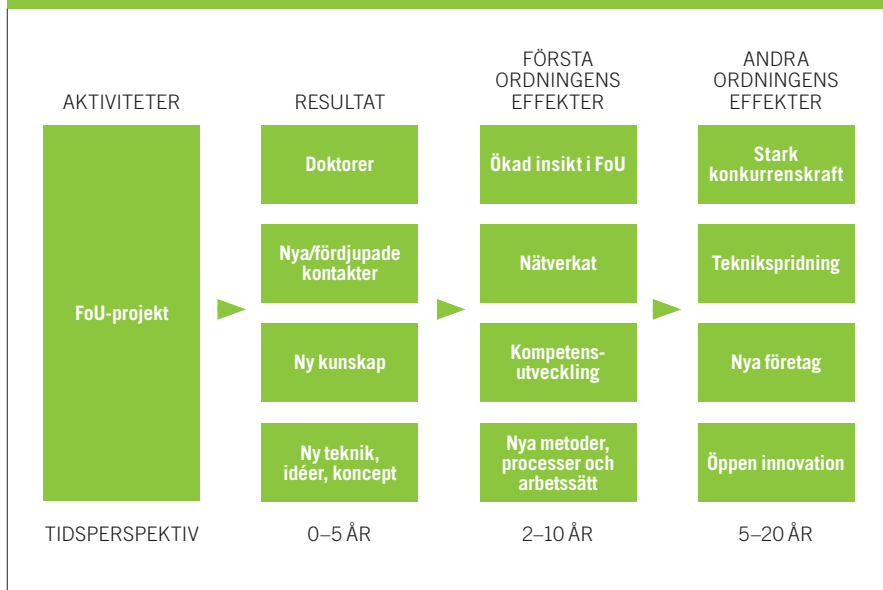 AKTIVITETER
FoU-projekt
TIDSPERSPEKTIV
RESULTAT
Doktorer
Nya/fördjupade
kontakter
Ny kunskap
Ny teknik,
idéer, koncept
0–5 ÅR
FÖRSTA
ORDNINGENS
EFFEKTER
Ökad insikt i FoU
Nätverkat
Kompetens-
utveckling
Nya metoder,
processer och
arbetssätt
2–10 ÅR
ANDRA
ORDNINGENS
EFFEKTER
Stark
konkurrenskraft
Teknikspridning
Nya företag
Öppen innovation
5–20 ÅR